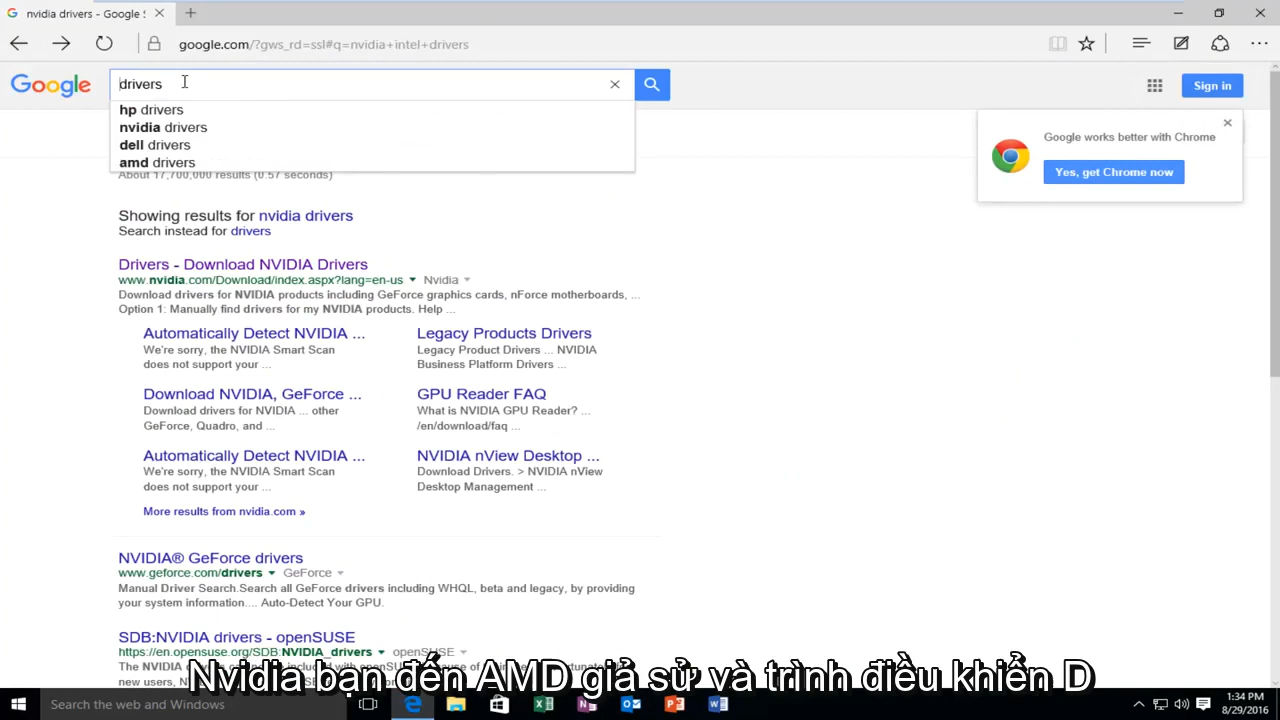 nvidia drivers - Google S
google.com/?gws_rd=ssl#q=nvidia+intel+drivers
Google
drivers
Sign in
hp drivers
nvidia drivers
dell drivers
amd drivers
Google works better with Chrome
Yes, get Chrome now
About 17,700,000 results (0.57 seconds)
Showing results for nvidia drivers
Search instead for drivers
Drivers - Download NVIDIA Drivers
www.nvidia.com/Download/index.aspx?lang=en-us Nvidia
Download drivers for NVIDIA products including GeForce graphics cards, nForce motherboards, ...
Option 1: Manually find drivers for my NVIDIA products. Help ...
Automatically Detect NVIDIA ...
We're sorry, the NVIDIA Smart Scan
does not support your ...
Legacy Products Drivers
Legacy Product Drivers ... NVIDIA
Business Platform Drivers ...
Download NVIDIA, GeForce ...
Download drivers for NVIDIA ... other
GeForce, Quadro, and ...
GPU Reader FAQ
What is NVIDIA GPU Reader? ...
/en/download/faq ...
Automatically Detect NVIDIA ...
We're sorry, the NVIDIA Smart Scan
does not support your ...
NVIDIA nView Desktop ...
Download Drivers. > NVIDIA nView
Desktop Management ...
More results from nvidia.com »
NVIDIA® GeForce drivers
www.geforce.com/drivers GeForce
Manual Driver Search.Search all GeForce drivers including WHQL, beta and legacy, by providing
your system information.... Auto-Detect Your GPU.
SDB:NVIDIA drivers - openSUSE
https://en.opensuse.org/SDB:NVIDIA_drivers openSUSE
The NVIDIA
Nvidia bạn đến AMD giả sử và trình điều khiển D
Search the web and Windows
1:34 PM
8/29/2016